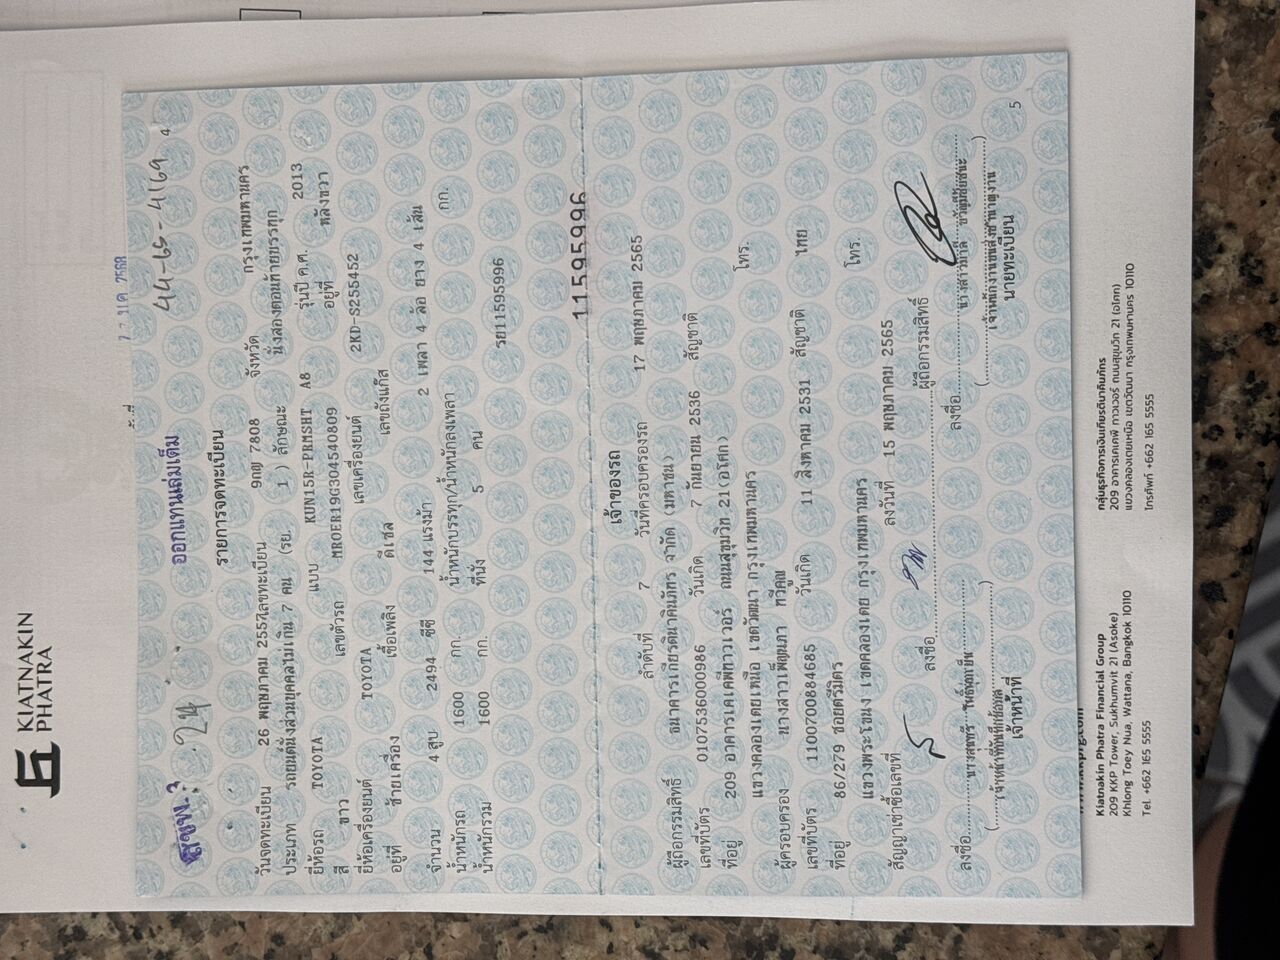 KIATNAKIN
PHATRA
17 ม.ค. 2568
44-65-4169
4
ออกแทนเล่มเต็ม
รายการจดทะเบียน
วันจดทะเบียน 26 พฤษภาคม 2557 เลขทะเบียน 9กญ 7808 จังหวัด กรุงเทพมหานคร
ประเภท รถยนต์นั่งส่วนบุคคลไม่เกิน 7 คน (รย. 1 ) ลักษณะ นั่งสองตอนท้ายบรรทุก
ยี่ห้อรถ TOYOTA แบบ KUN15R-PRMSHT A8 รุ่นปี ค.ศ. 2013
สี ขาว เลขตัวรถ MROER19G304540809 อยู่ที่ หลังขวา
ยี่ห้อเครื่องยนต์ TOYOTA เลขเครื่องยนต์ 2KD-S255452
อยู่ที่ ซ้ายเครื่อง เชื้อเพลิง ดีเซล เลขถังแก๊ส
จำนวน 4 สูบ 2494 ซีซี 144 แรงม้า 2 เพลา 4 ล้อ ยาง 4 เส้น
น้ำหนักรถ 1600 กก. น้ำหนักบรรทุก/น้ำหนักลงเพลา กก.
น้ำหนักรวม 1600 กก. ที่นั่ง 5 คน
รย11595996
11595996
เจ้าของรถ
ลำดับที่ 7 วันที่ครอบครองรถ 17 พฤษภาคม 2565
ผู้ถือกรรมสิทธิ์ ธนาคารเกียรตินาคินภัทร จำกัด (มหาชน)
เลขที่บัตร 0107536000986 วันเกิด 7 กันยายน 2536 สัญชาติ
ที่อยู่ 209 อาคารเคเคพีทาวเวอร์ ถนนสุขุมวิท 21(อโศก) โทร.
แขวงคลองเตยเหนือ เขตวัฒนา กรุงเทพมหานคร
ผู้ครอบครอง นางสาวเพ็ญนภา ทวีคูณ
เลขที่บัตร 1100700884685 วันเกิด 11 สิงหาคม 2531 สัญชาติ ไทย
ที่อยู่ 86/279 ซอยตรีมิตร โทร.
แขวงพระโขนง เขตคลองเตย กรุงเทพมหานคร
สัญญาเช่าซื้อเลขที่ ลงวันที่ 15 พฤษภาคม 2565
ลงชื่อ ผู้ถือกรรมสิทธิ์
ลงชื่อ ลงชื่อ
เจ้าหน้าที่ นายทะเบียน
5
Kiatnakin Phatra Financial Group
209 KKP Tower, Sukhumvit 21 (Asoke)
Khlong Toey Nua, Wattana, Bangkok 10110
Tel. +662 165 5555
กลุ่มธุรกิจการเงินเกียรตินาคินภัทร
209 อาคารเคเคพี ทาวเวอร์ ถนนสุขุมวิท 21 (อโศก)
แขวงคลองเตยเหนือ เขตวัฒนา กรุงเทพมหานคร 10110
โทรศัพท์ +662 165 5555